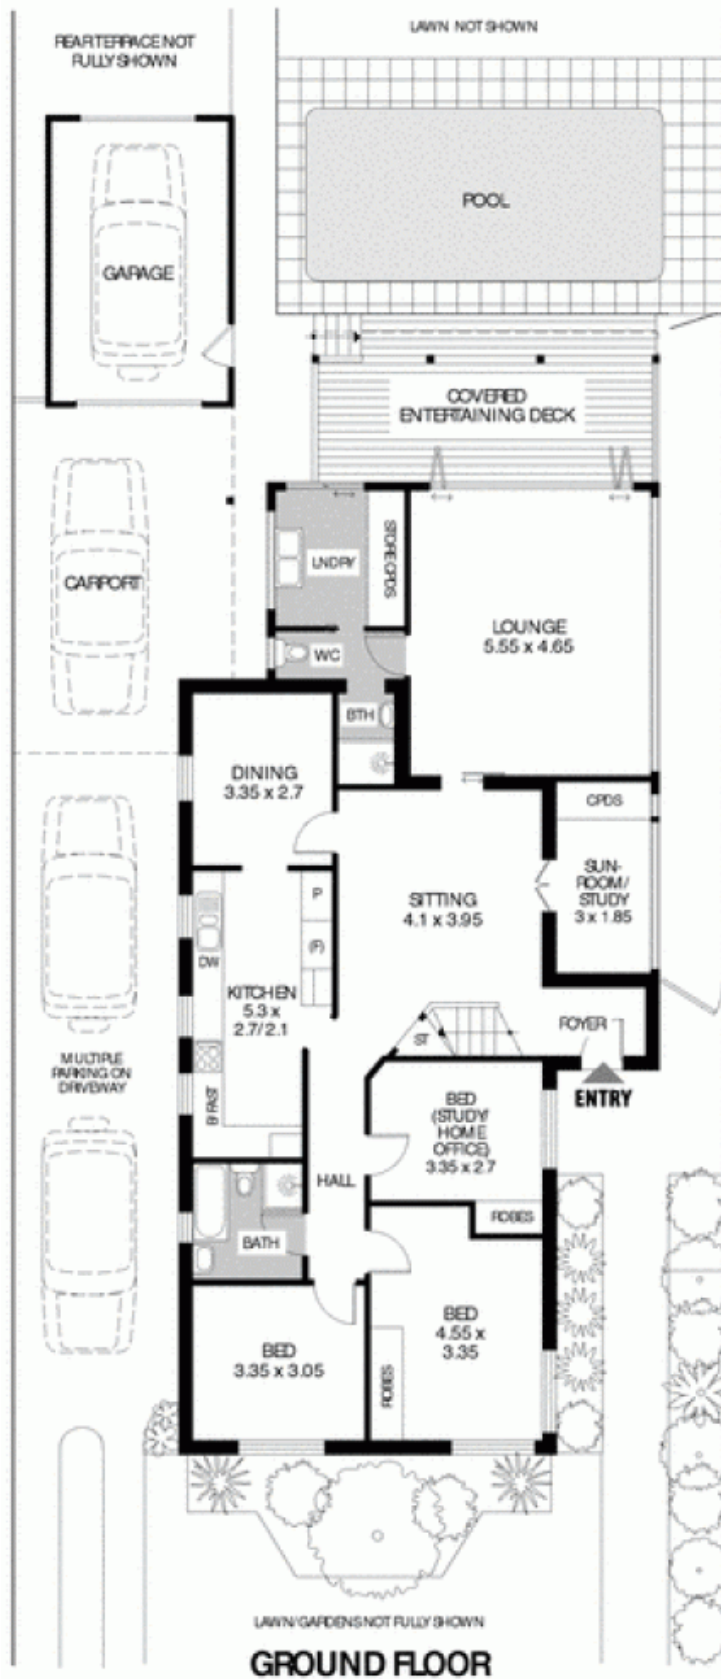 LAWN NOT SHOWN
REAR TERRACE NOT
FULLY SHOWN
POOL
GARAGE
COVERED
ENTERTAINING DECK
CARPORT
LNDRY
STORE CPDS
LOUNGE
5.55 x 4.65
WC
BTH
DINING
3.35 x 2.7
CPDS
SUN-
ROOM/
STUDY
3 x 1.85
P
SITTING
4.1 x 3.95
(F)
DW
KITCHEN
5.3 x
2.7/2.1
FOYER
ST
MULTIPLE
PARKING ON
DRIVEWAY
B'FAST
ENTRY
BED
(STUDY/
HOME
OFFICE)
3.35 x 2.7
HALL
ROBES
BATH
BED
4.55 x
3.35
BED
3.35 x 3.05
ROBES
LAWN/GARDENS NOT FULLY SHOWN
GROUND FLOOR